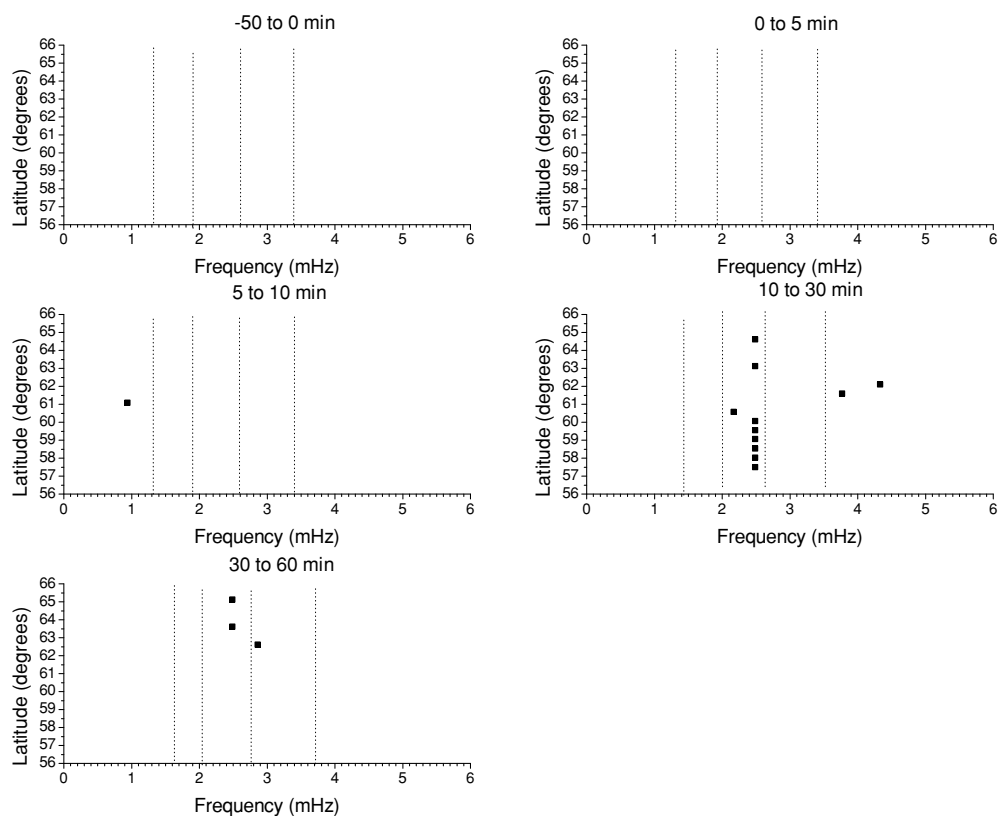 -50 to 0 min
66
65
64
63
62
61
60
59
58
57
56
Latitude (degrees)
0 1 2 3 4 5 6
Frequency (mHz)
0 to 5 min
66
65
64
63
62
61
60
59
58
57
56
Latitude (degrees)
0 1 2 3 4 5 6
Frequency (mHz)
5 to 10 min
66
65
64
63
62
61
60
59
58
57
56
Latitude (degrees)
0 1 2 3 4 5 6
Frequency (mHz)
10 to 30 min
66
65
64
63
62
61
60
59
58
57
56
Latitude (degrees)
0 1 2 3 4 5 6
Frequency (mHz)
30 to 60 min
66
65
64
63
62
61
60
59
58
57
56
Latitude (degrees)
0 1 2 3 4 5 6
Frequency (mHz)